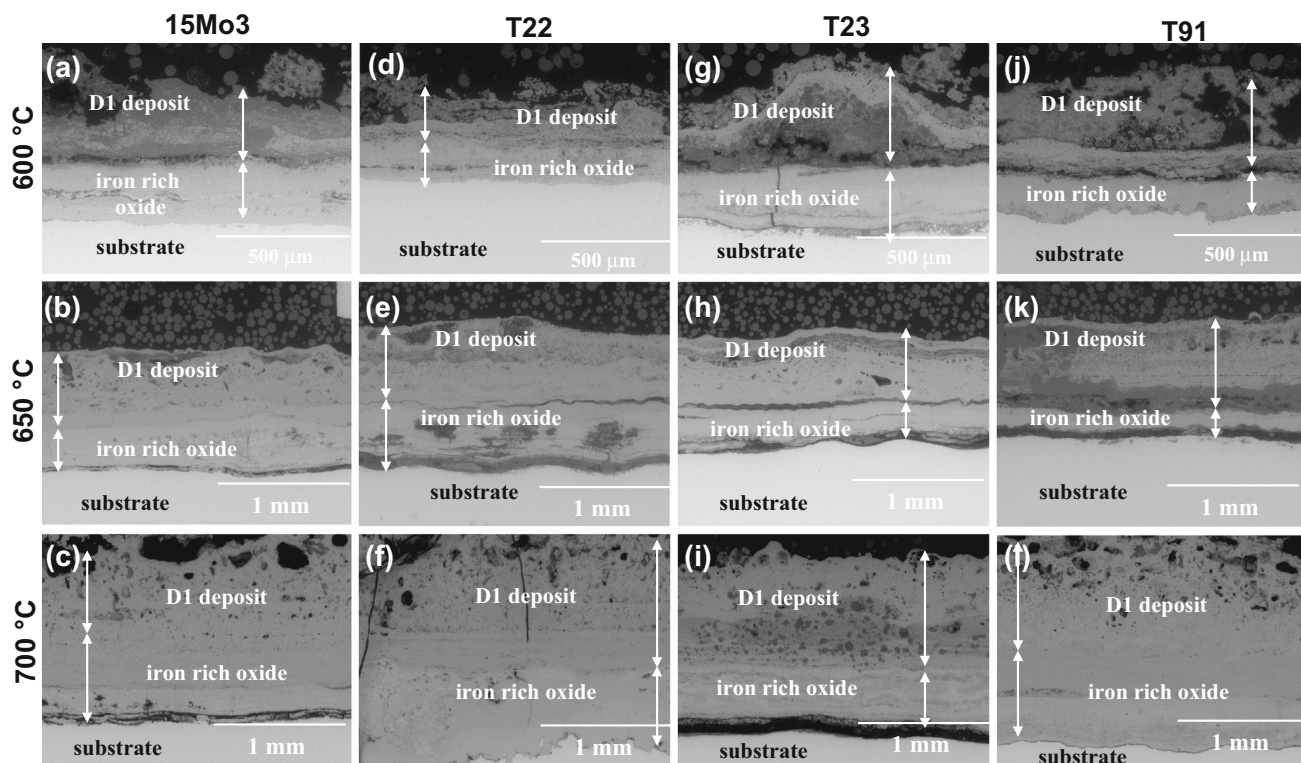 15Mo3 T22 T23 T91
600 °C
(a)
D1 deposit
iron rich
oxide
substrate
500 µm
(d)
D1 deposit
iron rich oxide
substrate
500 µm
(g)
D1 deposit
iron rich oxide
substrate
500 µm
(j)
D1 deposit
iron rich oxide
substrate
500 µm
650 °C
(b)
D1 deposit
iron rich oxide
substrate
1 mm
(e)
D1 deposit
iron rich oxide
substrate
1 mm
(h)
D1 deposit
iron rich oxide
substrate
1 mm
(k)
D1 deposit
iron rich oxide
substrate
1 mm
700 °C
(c)
D1 deposit
iron rich oxide
substrate
1 mm
(f)
D1 deposit
iron rich oxide
substrate
1 mm
(i)
D1 deposit
iron rich oxide
substrate
1 mm
(l)
D1 deposit
iron rich oxide
substrate
1 mm